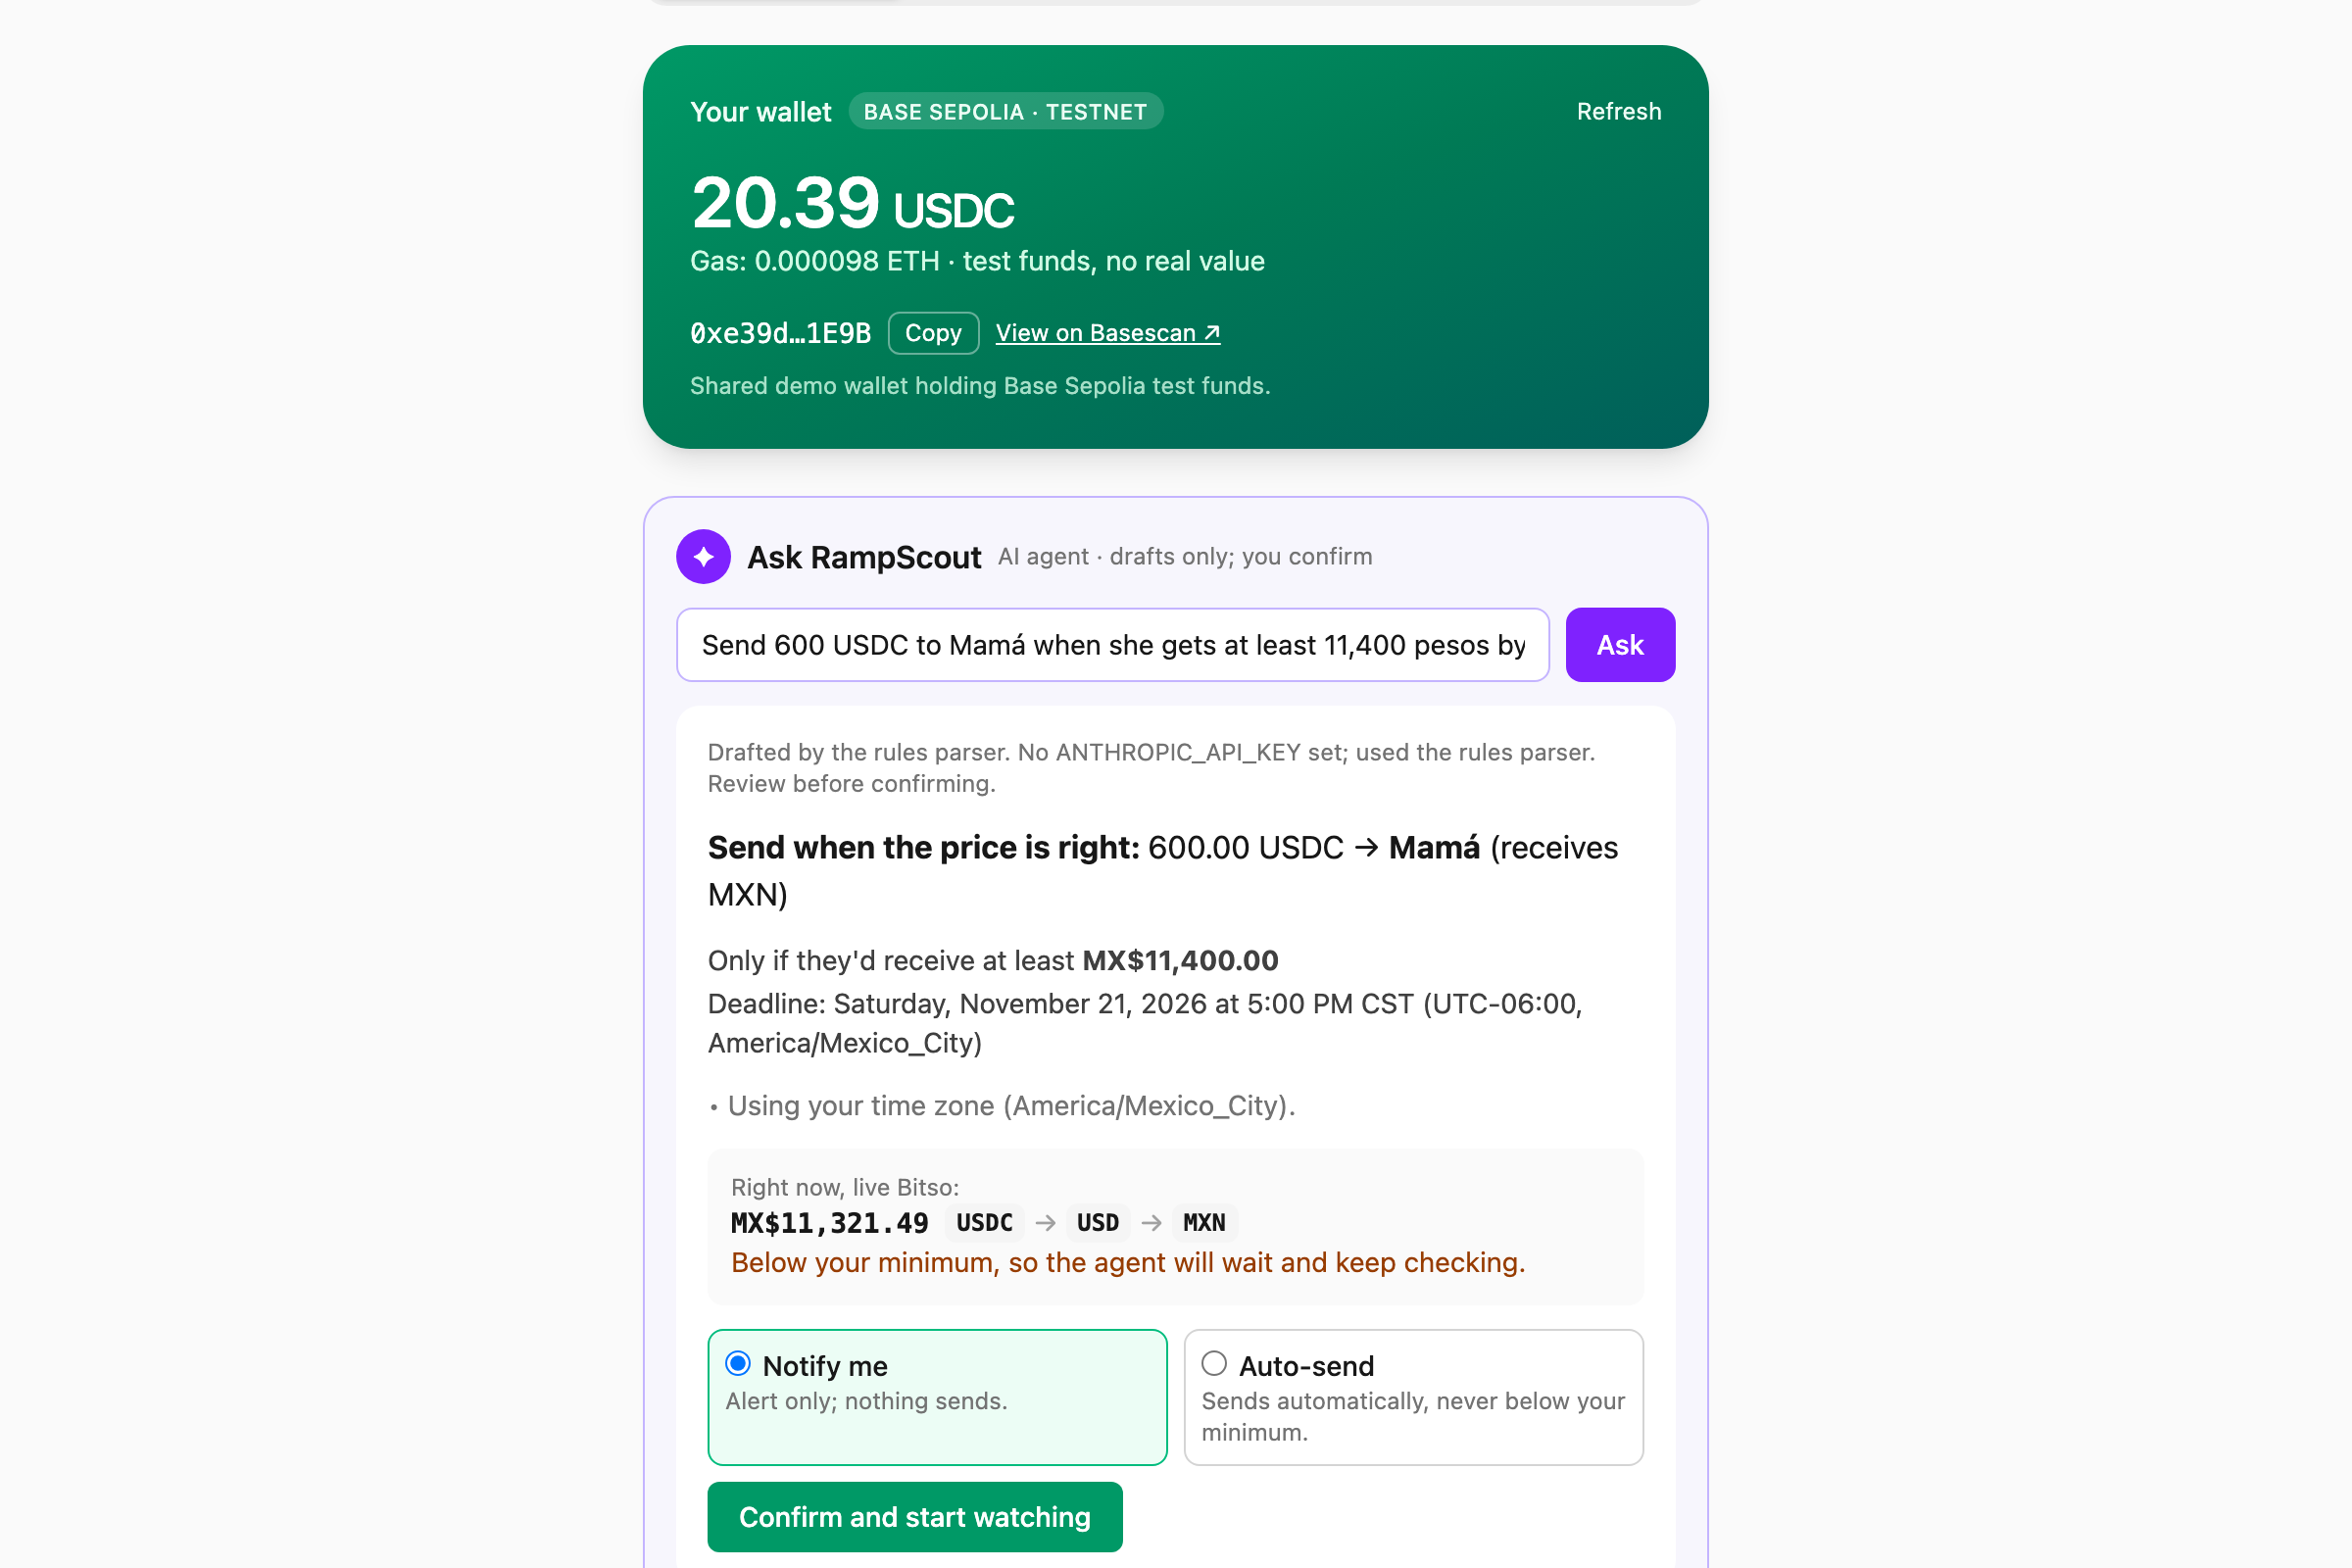 Your wallet BASE SEPOLIA · TESTNET Refresh
20.39 USDC
Gas: 0.000098 ETH · test funds, no real value
0xe39d…1E9B Copy View on Basescan ↗
Shared demo wallet holding Base Sepolia test funds.
Ask RampScout AI agent · drafts only; you confirm
Send 600 USDC to Mamá when she gets at least 11,400 pesos by Ask
Drafted by the rules parser. No ANTHROPIC_API_KEY set; used the rules parser.
Review before confirming.
Send when the price is right: 600.00 USDC → Mamá (receives
MXN)
Only if they'd receive at least MX$11,400.00
Deadline: Saturday, November 21, 2026 at 5:00 PM CST (UTC-06:00,
America/Mexico_City)
• Using your time zone (America/Mexico_City).
Right now, live Bitso:
MX$11,321.49 USDC → USD → MXN
Below your minimum, so the agent will wait and keep checking.
Notify me
Alert only; nothing sends.
Auto-send
Sends automatically, never below your
minimum.
Confirm and start watching